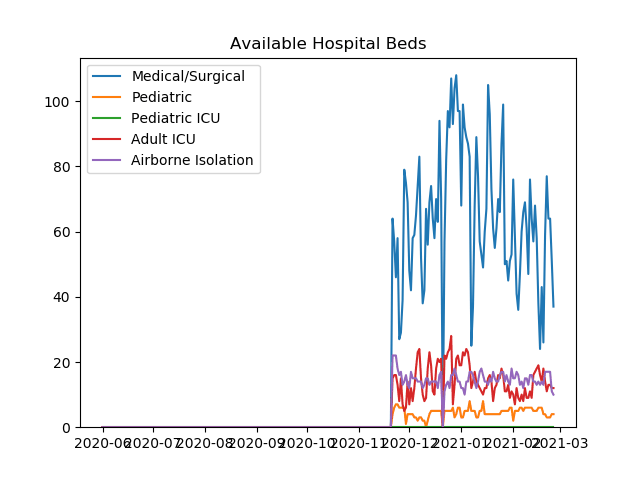 Available Hospital Beds
Medical/Surgical
Pediatric
Pediatric ICU
Adult ICU
Airborne Isolation
100
80
60
40
20
0
2020-06 2020-07 2020-08 2020-09 2020-10 2020-11 2020-12 2021-01 2021-02 2021-03